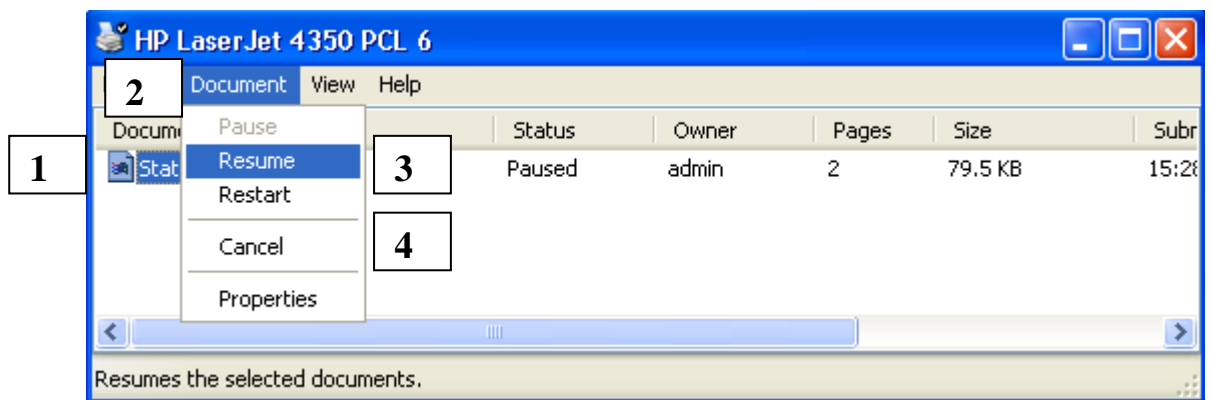 HP LaserJet 4350 PCL 6
2 Document View Help
Docum Status Owner Pages Size Subr
Pause
1 Stat Resume 3 Paused admin 2 79.5 KB 15:28
Restart
Cancel 4
Properties
Resumes the selected documents.